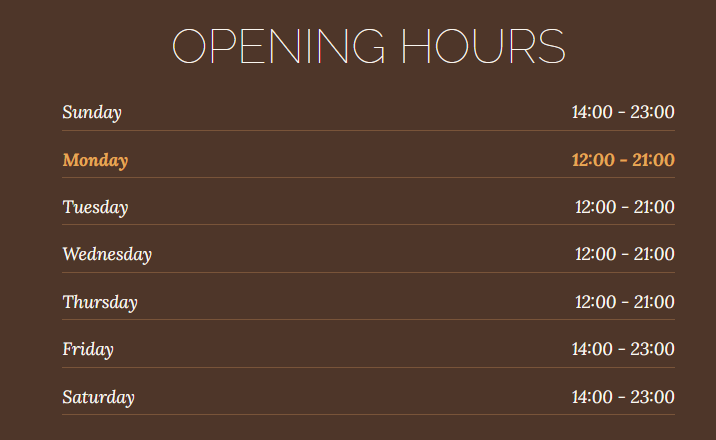 OPENING HOURS
Sunday 14:00 - 23:00
Monday 12:00 - 21:00
Tuesday 12:00 - 21:00
Wednesday 12:00 - 21:00
Thursday 12:00 - 21:00
Friday 14:00 - 23:00
Saturday 14:00 - 23:00